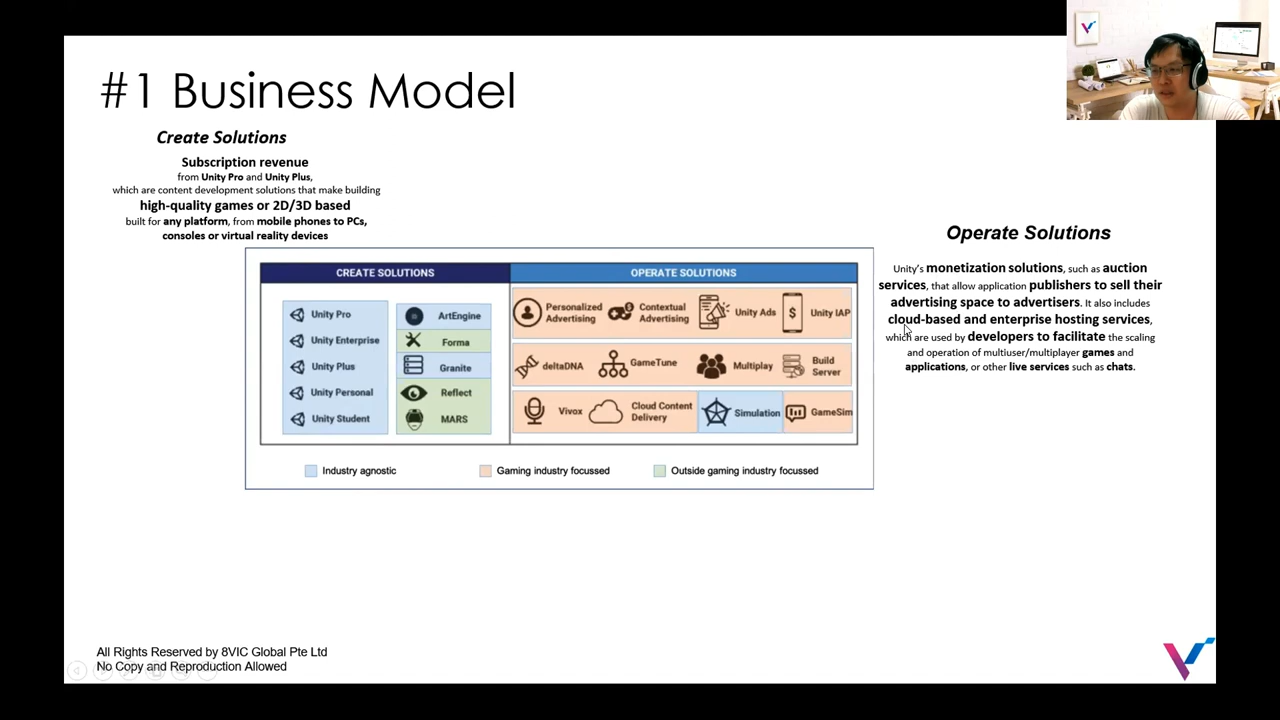 #1 Business Model
Create Solutions
Subscription revenue
from Unity Pro and Unity Plus,
which are content development solutions that make building
high-quality games or 2D/3D based
built for any platform, from mobile phones to PCs,
consoles or virtual reality devices
Operate Solutions
Unity's monetization solutions, such as auction
services, that allow application publishers to sell their
advertising space to advertisers. It also includes
cloud-based and enterprise hosting services,
which are used by developers to facilitate the scaling
and operation of multiuser/multiplayer games and
applications, or other live services such as chats.
CREATE SOLUTIONS
Unity Pro
Unity Enterprise
Unity Plus
Unity Personal
Unity Student
ArtEngine
Forma
Granite
Reflect
MARS
OPERATE SOLUTIONS
Personalized
Advertising
Contextual
Advertising
Unity Ads
Unity IAP
deltaDNA
GameTune
Multiplay
Build
Server
Vivox
Cloud Content
Delivery
Simulation
GameSim
Industry agnostic
Gaming industry focussed
Outside gaming industry focussed
All Rights Reserved by 8VIC Global Pte Ltd
No Copy and Reproduction Allowed